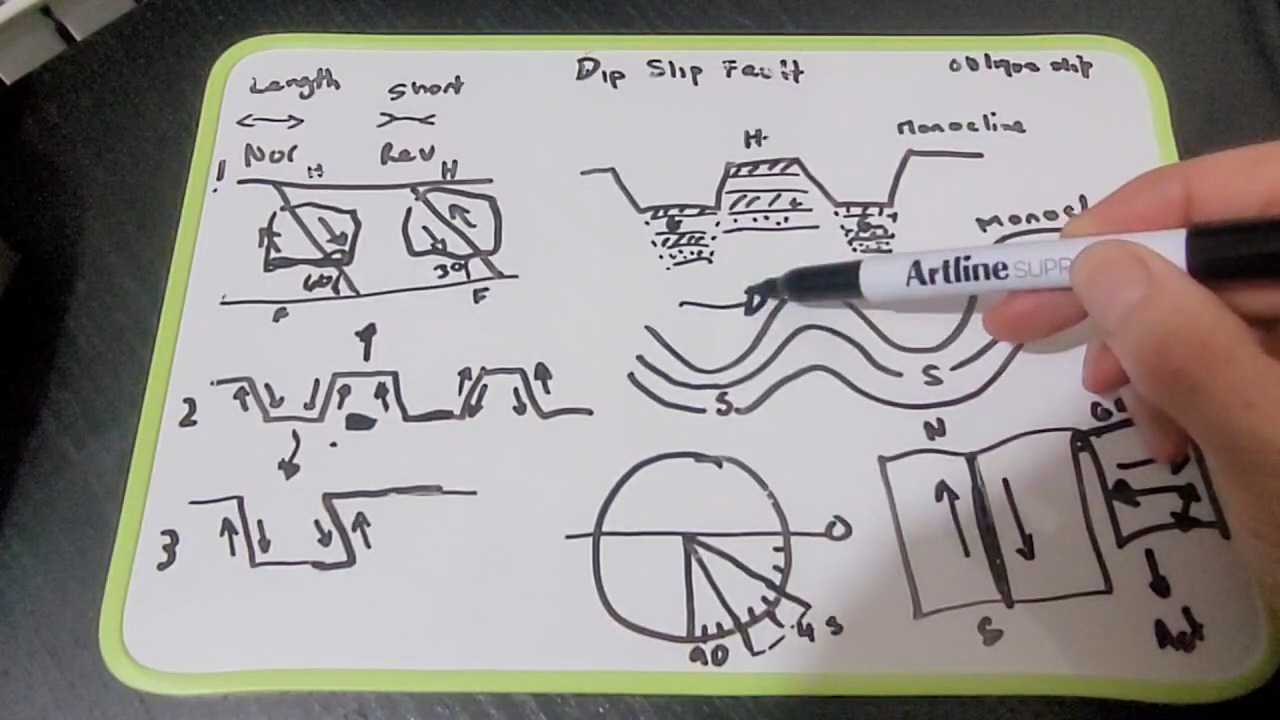 Dip Slip Fault
oblique slip
Length
Short
Nor
Rev
1
H
H
60
30
F
F
2
3
H
Monocline
Monocl
S
S
O
90
45
N
S
Artline SUPR